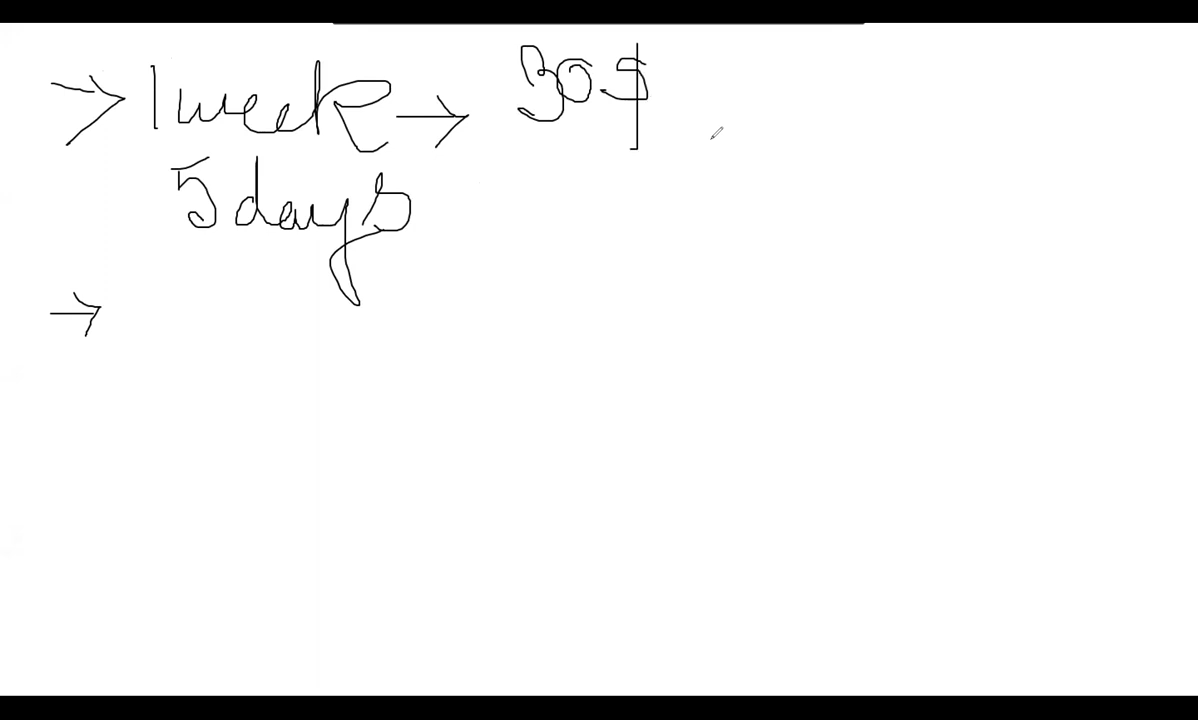 → 1 week → 30 $
5 days
→